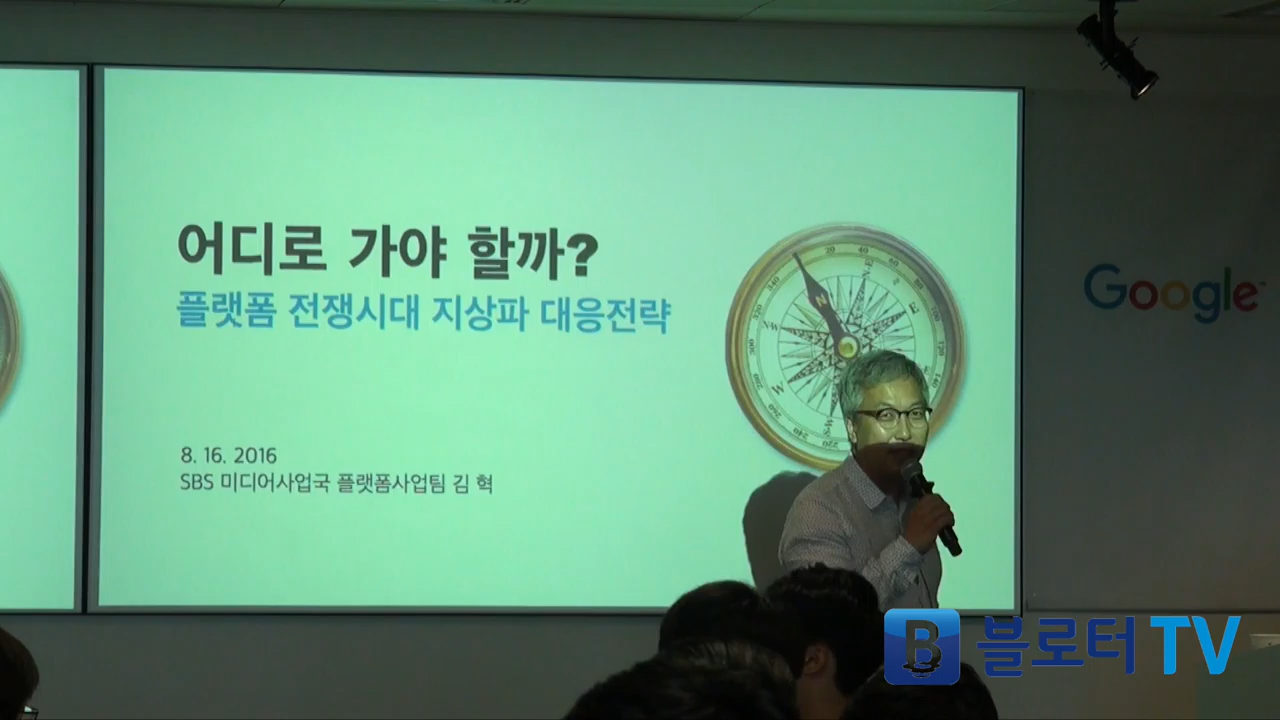 어디로 가야 할까?
플랫폼 전쟁시대 지상파 대응전략
8. 16. 2016
SBS 미디어사업국 플랫폼사업팀 김 혁
Google
B 블로터 TV